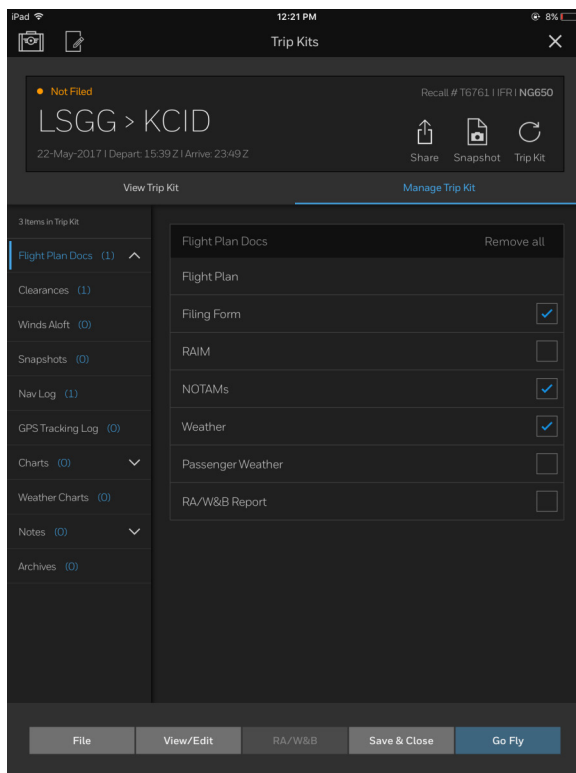 iPad 12:21 PM 8%
Trip Kits
Not Filed Recall # T6761 I IFR I NG650
LSGG > KCID
22-May-2017 I Depart: 15:39 Z I Arrive: 23:49 Z
Share Snapshot Trip Kit
View Trip Kit Manage Trip Kit
3 Items in Trip Kit
Flight Plan Docs (1)
Clearances (1)
Winds Aloft (0)
Snapshots (0)
Nav Log (1)
GPS Tracking Log (0)
Charts (0)
Weather Charts (0)
Notes (0)
Archives (0)
Flight Plan Docs Remove all
Flight Plan
Filing Form
RAIM
NOTAMs
Weather
Passenger Weather
RA/W&B Report
File View/Edit RA/W&B Save & Close Go Fly